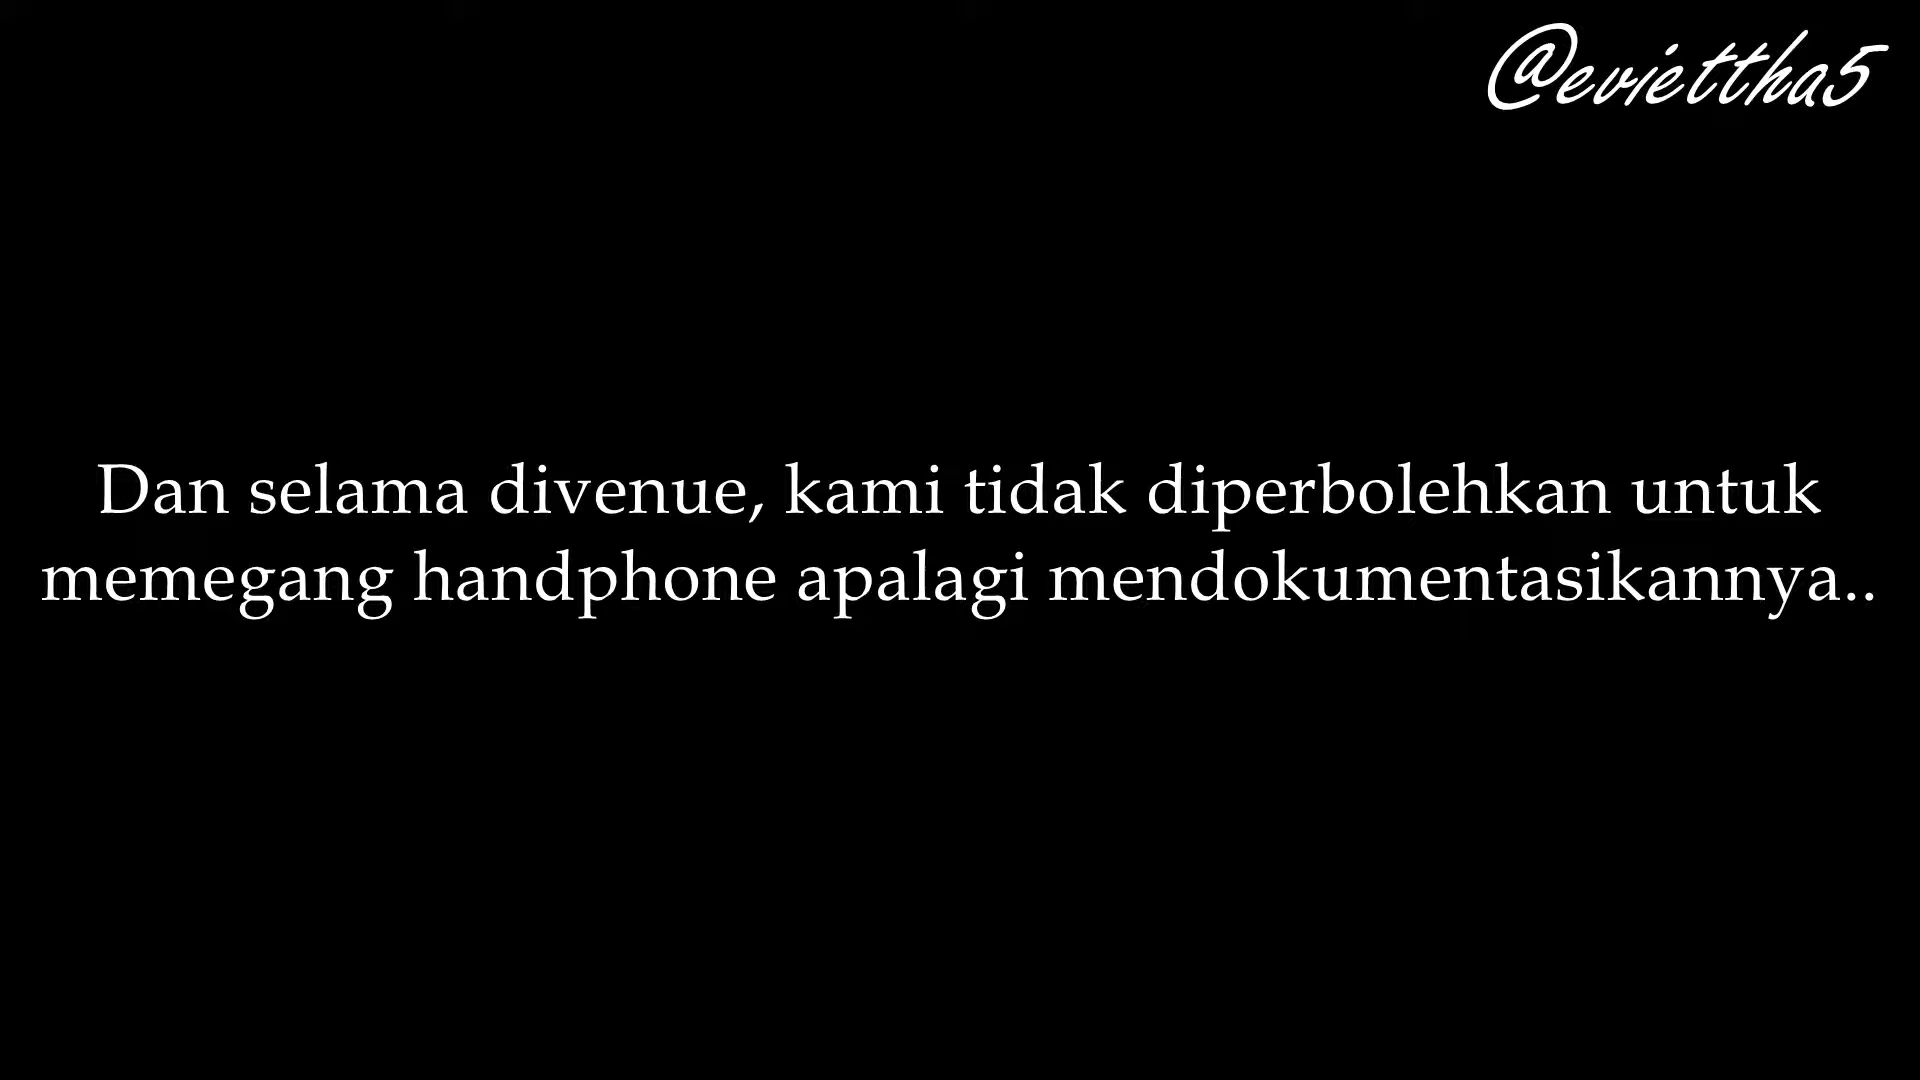 @eviettha5
Dan selama divenue, kami tidak diperbolehkan untuk
memegang handphone apalagi mendokumentasikannya..